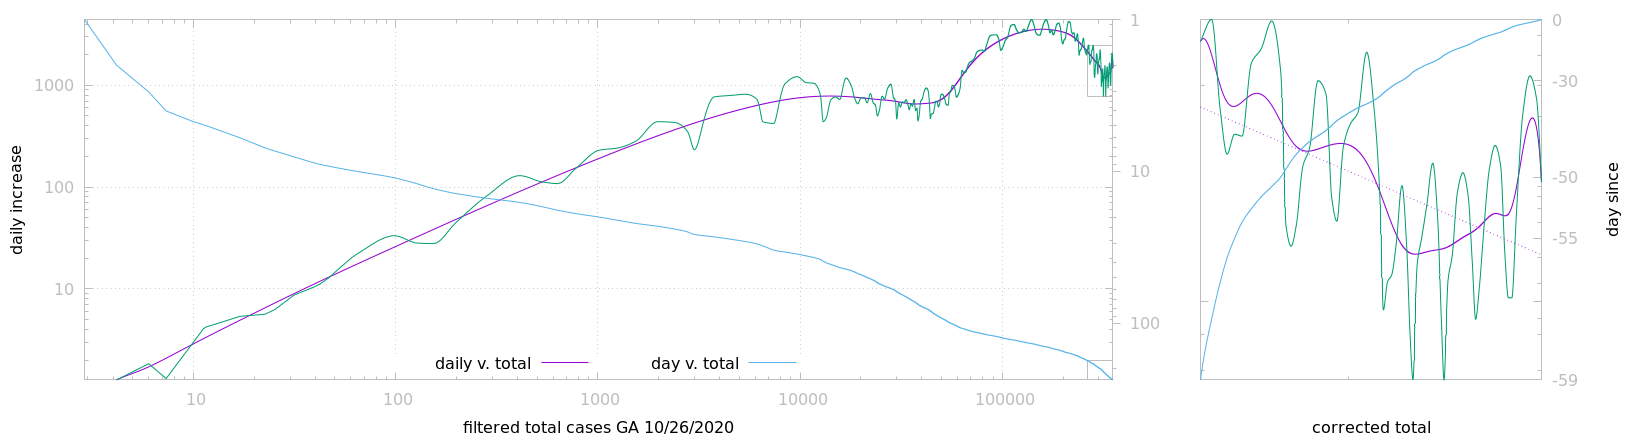 daily increase
1000
100
10
daily v. total
day v. total
10
100
1000
10000
100000
filtered total cases GA 10/26/2020
1
10
100
0
-30
-50
-55
-59
day since
corrected total